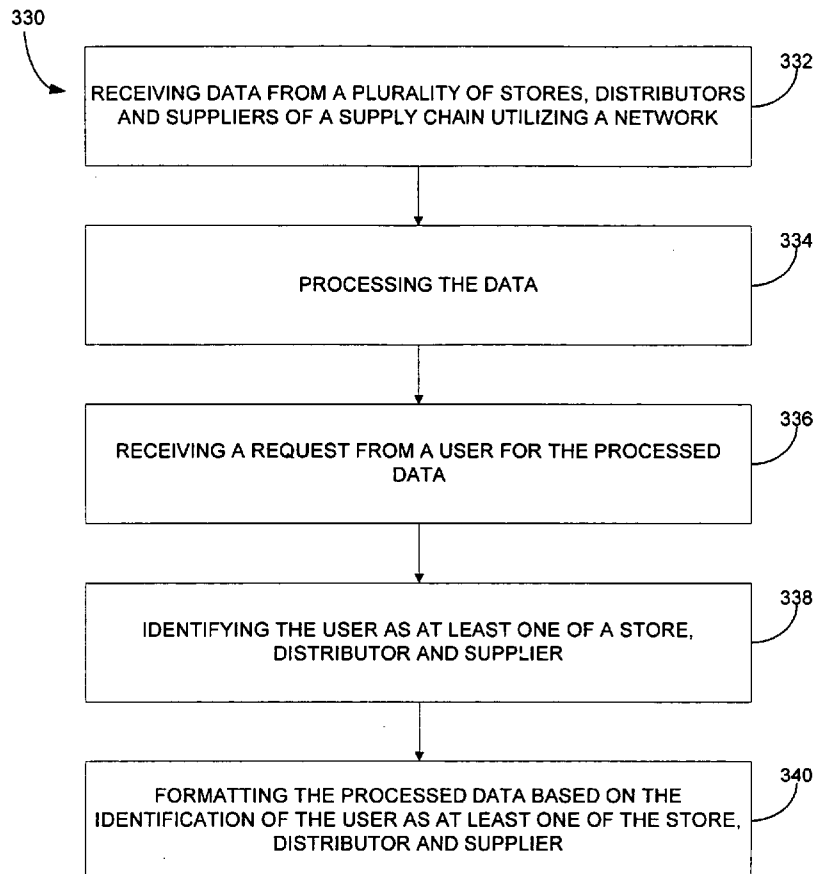 330
332
RECEIVING DATA FROM A PLURALITY OF STORES, DISTRIBUTORS
AND SUPPLIERS OF A SUPPLY CHAIN UTILIZING A NETWORK
334
PROCESSING THE DATA
336
RECEIVING A REQUEST FROM A USER FOR THE PROCESSED
DATA
338
IDENTIFYING THE USER AS AT LEAST ONE OF A STORE,
DISTRIBUTOR AND SUPPLIER
340
FORMATTING THE PROCESSED DATA BASED ON THE
IDENTIFICATION OF THE USER AS AT LEAST ONE OF THE STORE,
DISTRIBUTOR AND SUPPLIER